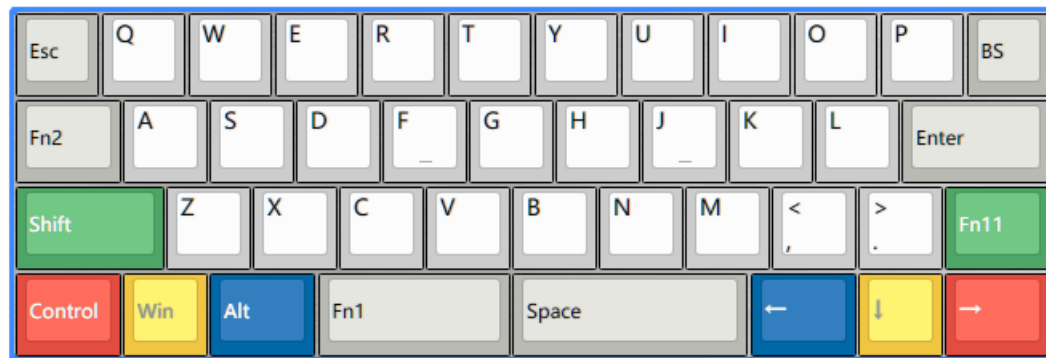 Esc Q W E R T Y U I O P BS
Fn2 A S D F _ G H J _ K L Enter
Shift Z X C V B N M < , > . Fn11
Control Win Alt Fn1 Space ← ↓ →